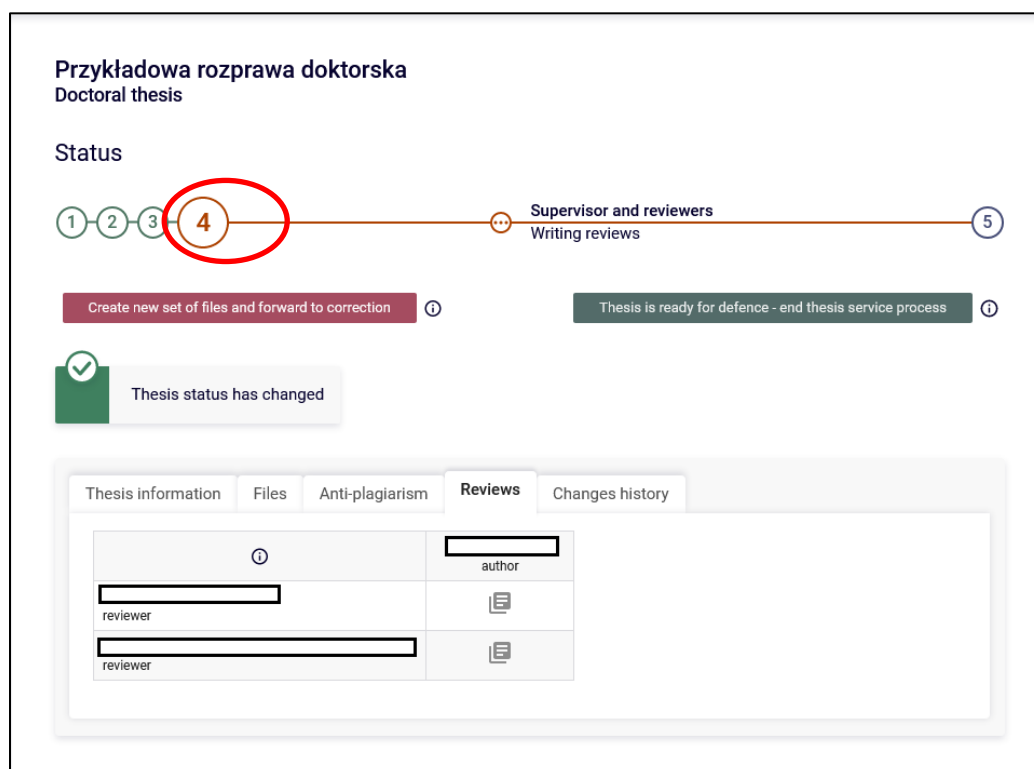 Przykładowa rozprawa doktorska
Doctoral thesis
Status
1 2 3 4 Supervisor and reviewers 5
Writing reviews
Create new set of files and forward to correction Thesis is ready for defence - end thesis service process
Thesis status has changed
Thesis information Files Anti-plagiarism Reviews Changes history
author
reviewer
reviewer